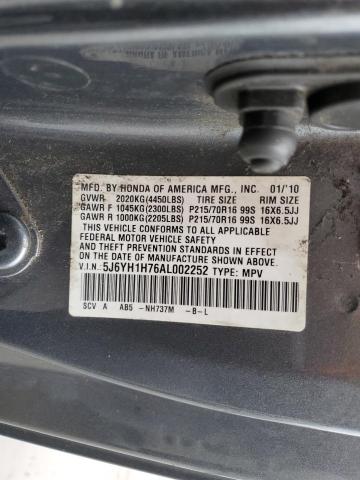 MFD. BY HONDA OF AMERICA MFG., INC. 01/'10
GVWR 2020KG(4450LBS) TIRE SIZE RIM SIZE
GAWR F 1045KG(2300LBS) P215/70R16 99S 16X6.5JJ
GAWR R 1000KG(2205LBS) P215/70R16 99S 16X6.5JJ
THIS VEHICLE CONFORMS TO ALL APPLICABLE
FEDERAL MOTOR VEHICLE SAFETY
AND THEFT PREVENTION STANDARDS IN EFFECT
ON THE DATE OF MANUFACTURE SHOWN ABOVE.
V.I.N.: 5J6YH1H76AL002252 TYPE: MPV
SCV A AB5 -NH737M -B-L